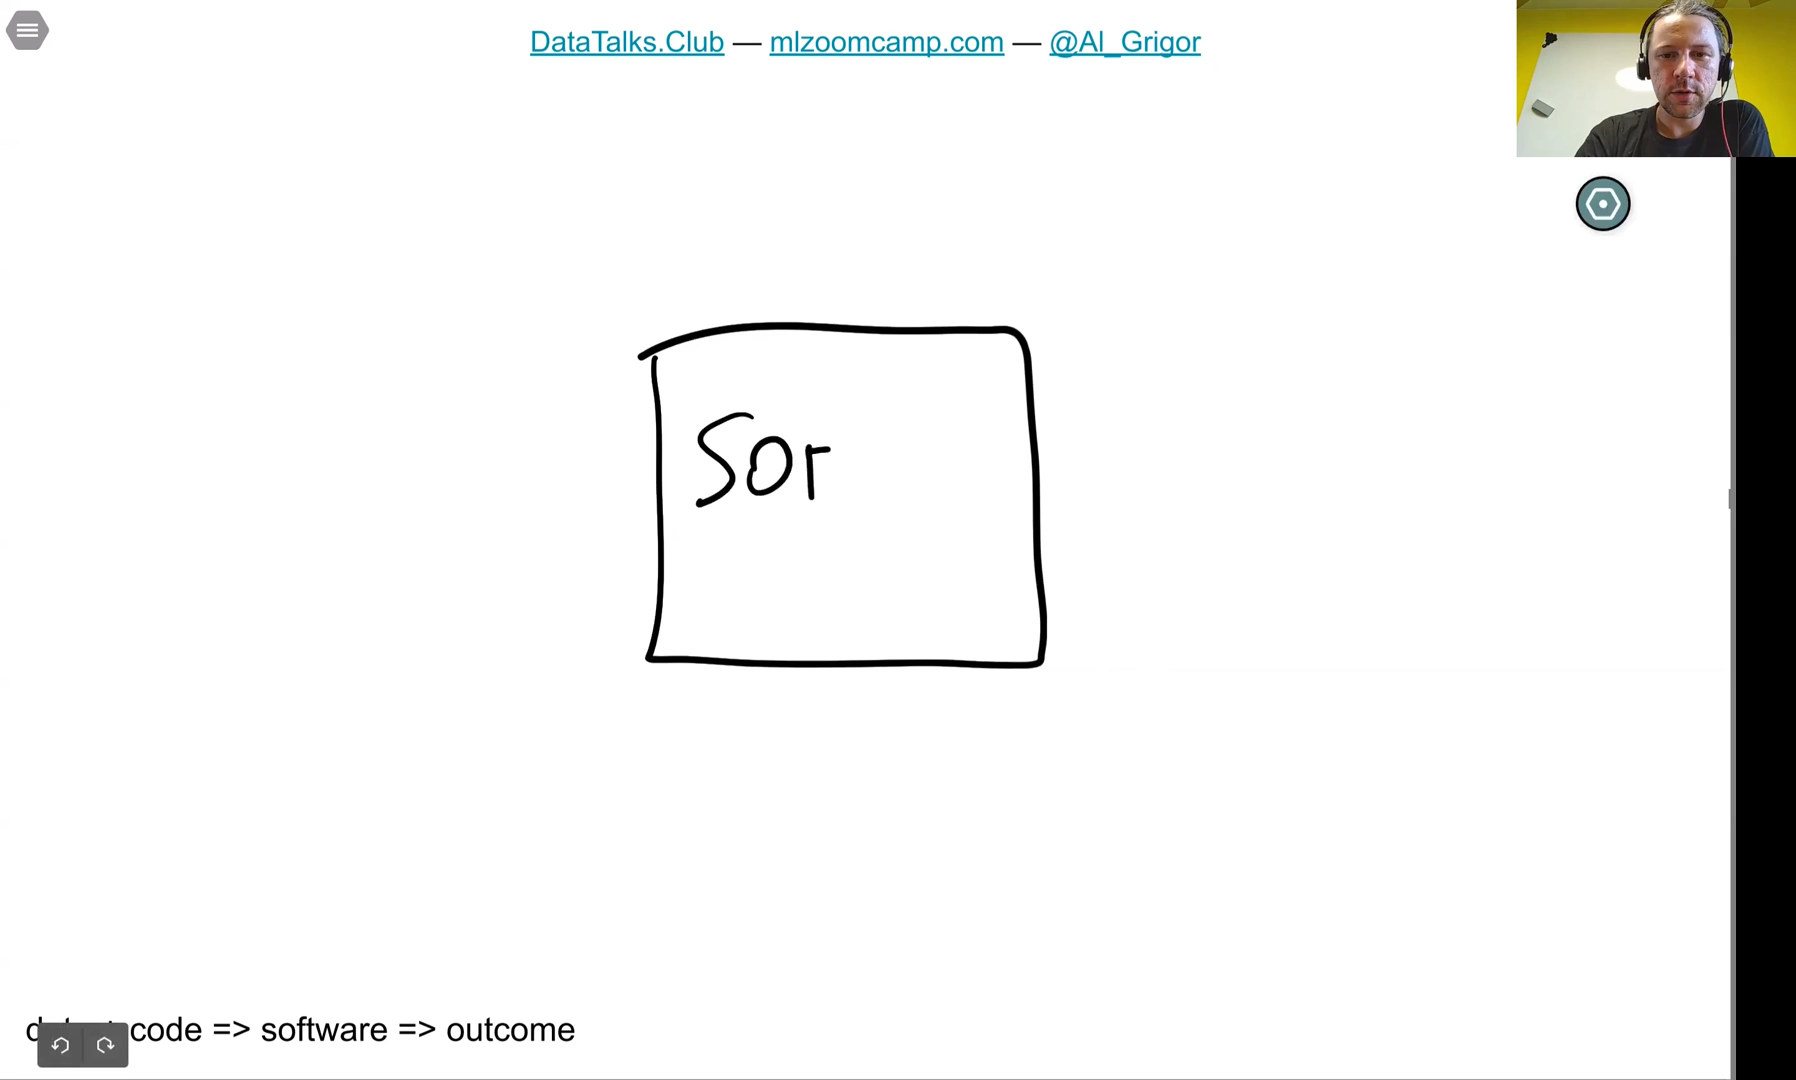 DataTalks.Club — mlzoomcamp.com — @Al_Grigor
Sor
code => software => outcome